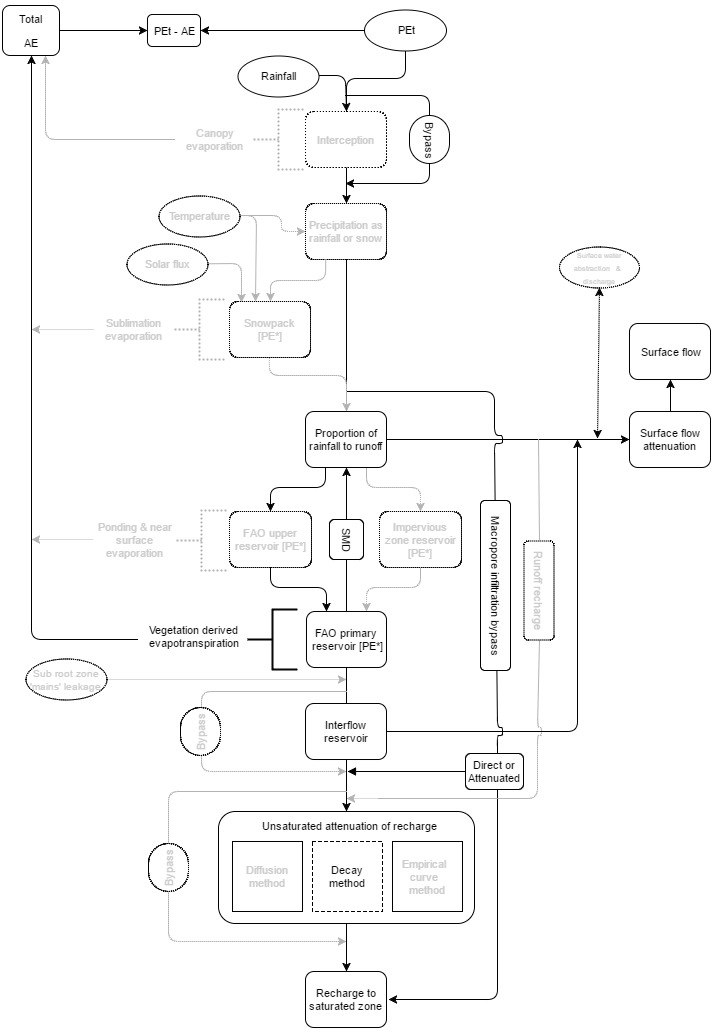 Total
AE
PEt - AE
PEt
Rainfall
Canopy
evaporation
Interception
Bypass
Temperature
Precipitation as
rainfall or snow
Solar flux
Surface water
abstraction &
discharge
Sublimation
evaporation
Snowpack
[PE*]
Surface flow
Proportion of
rainfall to runoff
Surface flow
attenuation
Ponding & near
surface
evaporation
FAO upper
reservoir [PE*]
SMD
Impervious
zone reservoir
[PE*]
Macropore infiltration bypass
Runoff recharge
Vegetation derived
evapotranspiration
FAO primary
reservoir [PE*]
Sub root zone
'mains' leakage
Bypass
Interflow
reservoir
Direct or
Attenuated
Unsaturated attenuation of recharge
Bypass
Diffusion
method
Decay
method
Empirical
curve
method
Recharge to
saturated zone